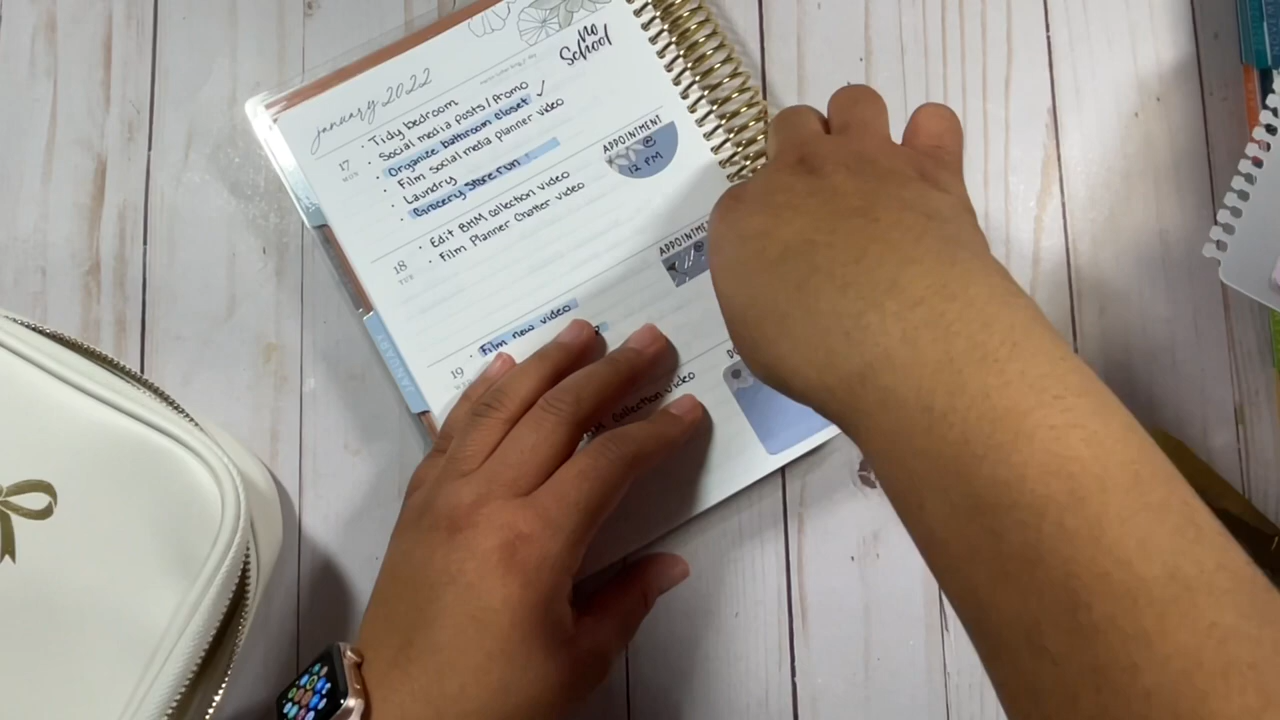 January 2022
no
School
17
MON
• Tidy bedroom
• Social media posts/promo
• Organize bathroom closet ✓
• Film Social media Planner video
• Laundry
• Grocery Store run
APPOINTMENT
@
12 PM
18
TUE
• Edit BHM collection video
• Film Planner Chatter video
APPOINTMEN
@
19
• Film new video
Collection video
DO
JANUARY